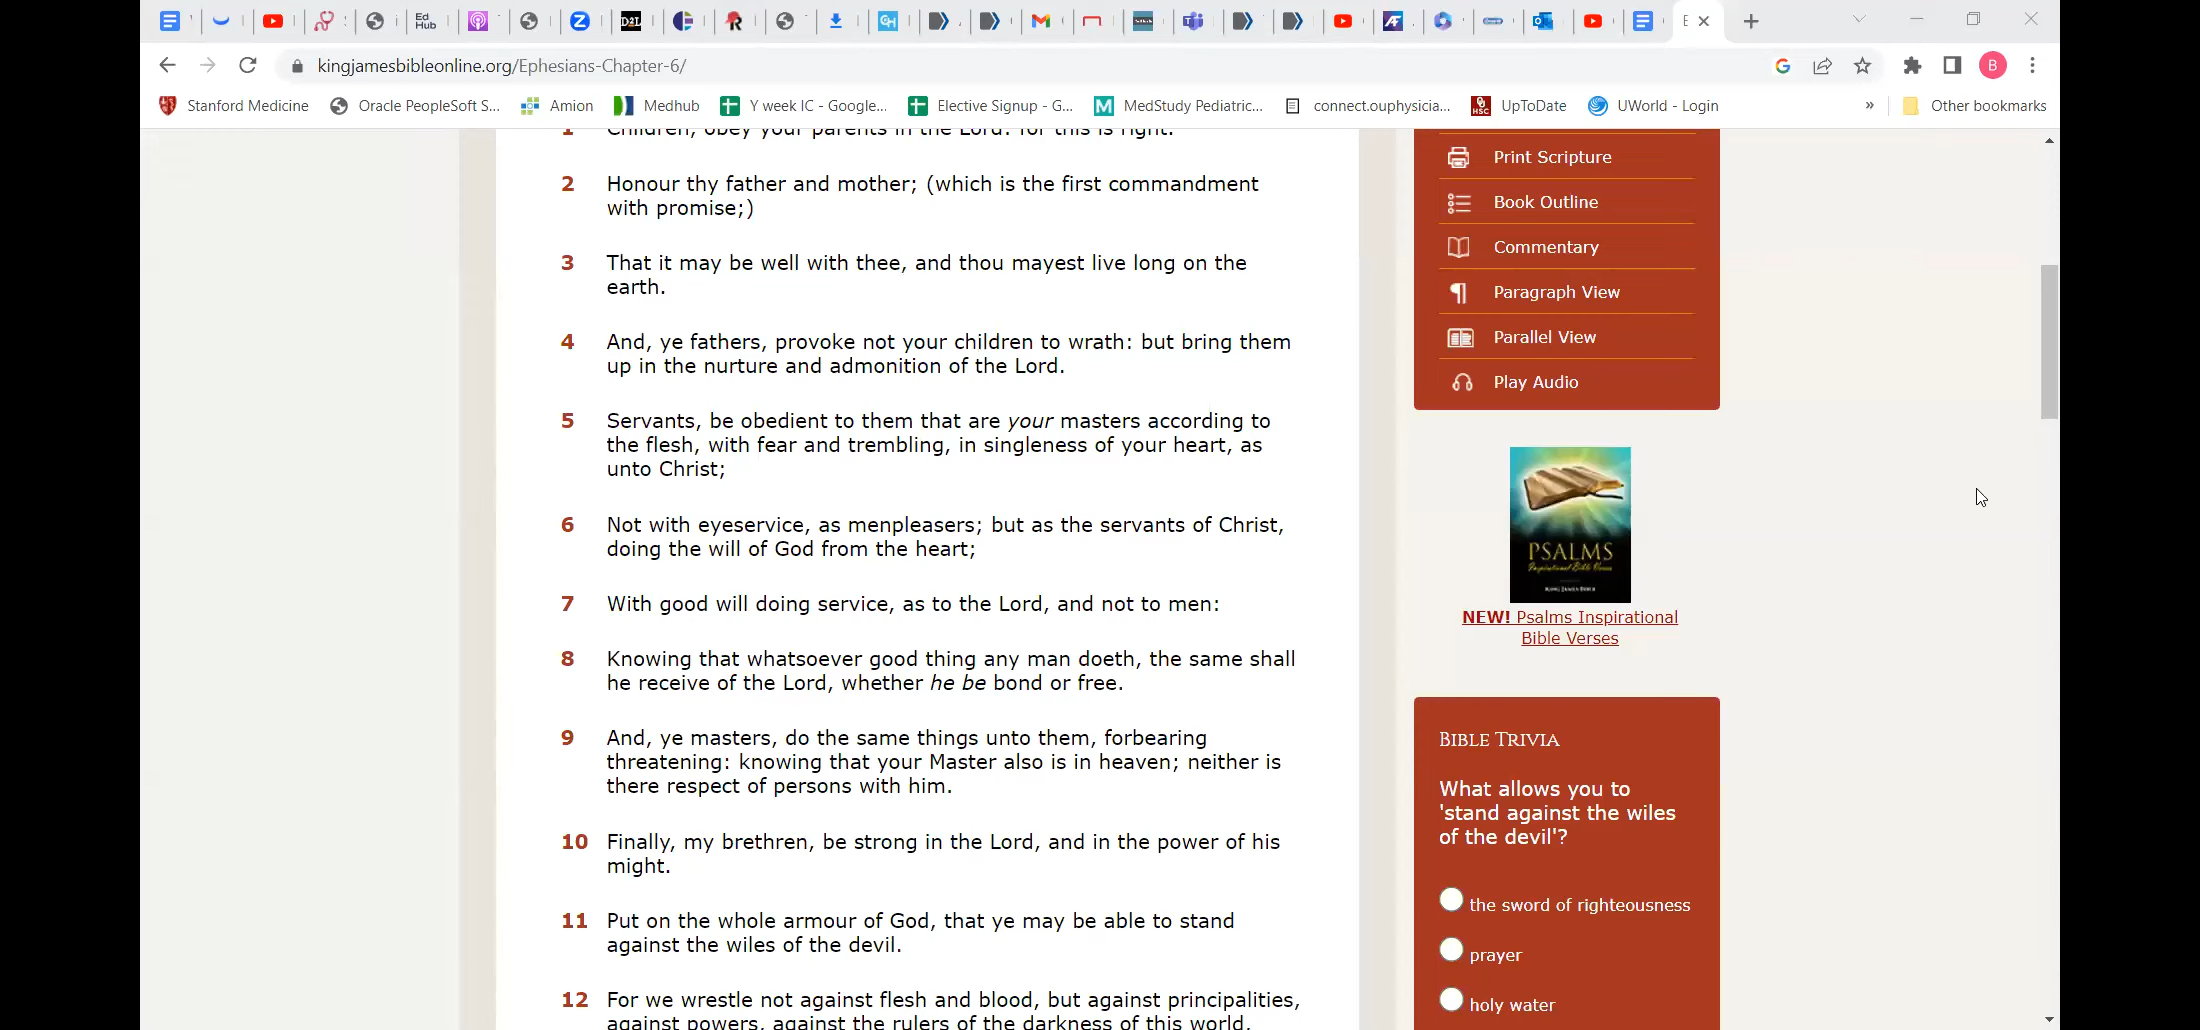 Ed
Hub
D2L
CH
AF
E
kingjamesbibleonline.org/Ephesians-Chapter-6/
B
Stanford Medicine
Oracle PeopleSoft S...
Amion
Medhub
Y week IC - Google...
Elective Signup - G...
MedStudy Pediatric...
connect.ouphysicia...
UpToDate
UWorld - Login
»
Other bookmarks
1 Children, obey your parents in the Lord: for this is right.
2 Honour thy father and mother; (which is the first commandment
with promise;)
3 That it may be well with thee, and thou mayest live long on the
earth.
4 And, ye fathers, provoke not your children to wrath: but bring them
up in the nurture and admonition of the Lord.
5 Servants, be obedient to them that are your masters according to
the flesh, with fear and trembling, in singleness of your heart, as
unto Christ;
6 Not with eyeservice, as menpleasers; but as the servants of Christ,
doing the will of God from the heart;
7 With good will doing service, as to the Lord, and not to men:
8 Knowing that whatsoever good thing any man doeth, the same shall
he receive of the Lord, whether he be bond or free.
9 And, ye masters, do the same things unto them, forbearing
threatening: knowing that your Master also is in heaven; neither is
there respect of persons with him.
10 Finally, my brethren, be strong in the Lord, and in the power of his
might.
11 Put on the whole armour of God, that ye may be able to stand
against the wiles of the devil.
12 For we wrestle not against flesh and blood, but against principalities,
against powers, against the rulers of the darkness of this world,
Print Scripture
Book Outline
Commentary
Paragraph View
Parallel View
Play Audio
PSALMS
Inspirational Bible Verses
KING JAMES BIBLE
NEW! Psalms Inspirational
Bible Verses
BIBLE TRIVIA
What allows you to
'stand against the wiles
of the devil'?
the sword of righteousness
prayer
holy water